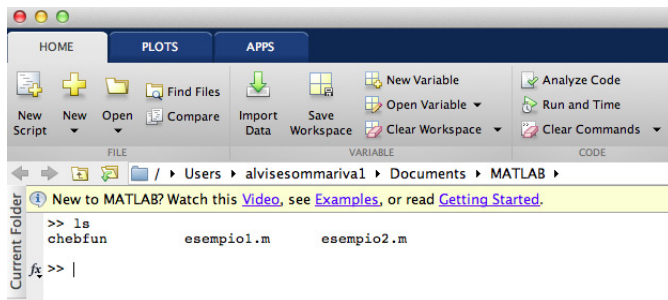 HOME PLOTS APPS
New Script
New
Open
Find Files
Compare
FILE
Import Data
Save Workspace
New Variable
Open Variable
Clear Workspace
VARIABLE
Analyze Code
Run and Time
Clear Commands
CODE
/ Users alvisesommariva1 Documents MATLAB
Current Folder
New to MATLAB? Watch this Video, see Examples, or read Getting Started.
>> ls
chebfun esempio1.m esempio2.m
fx >>